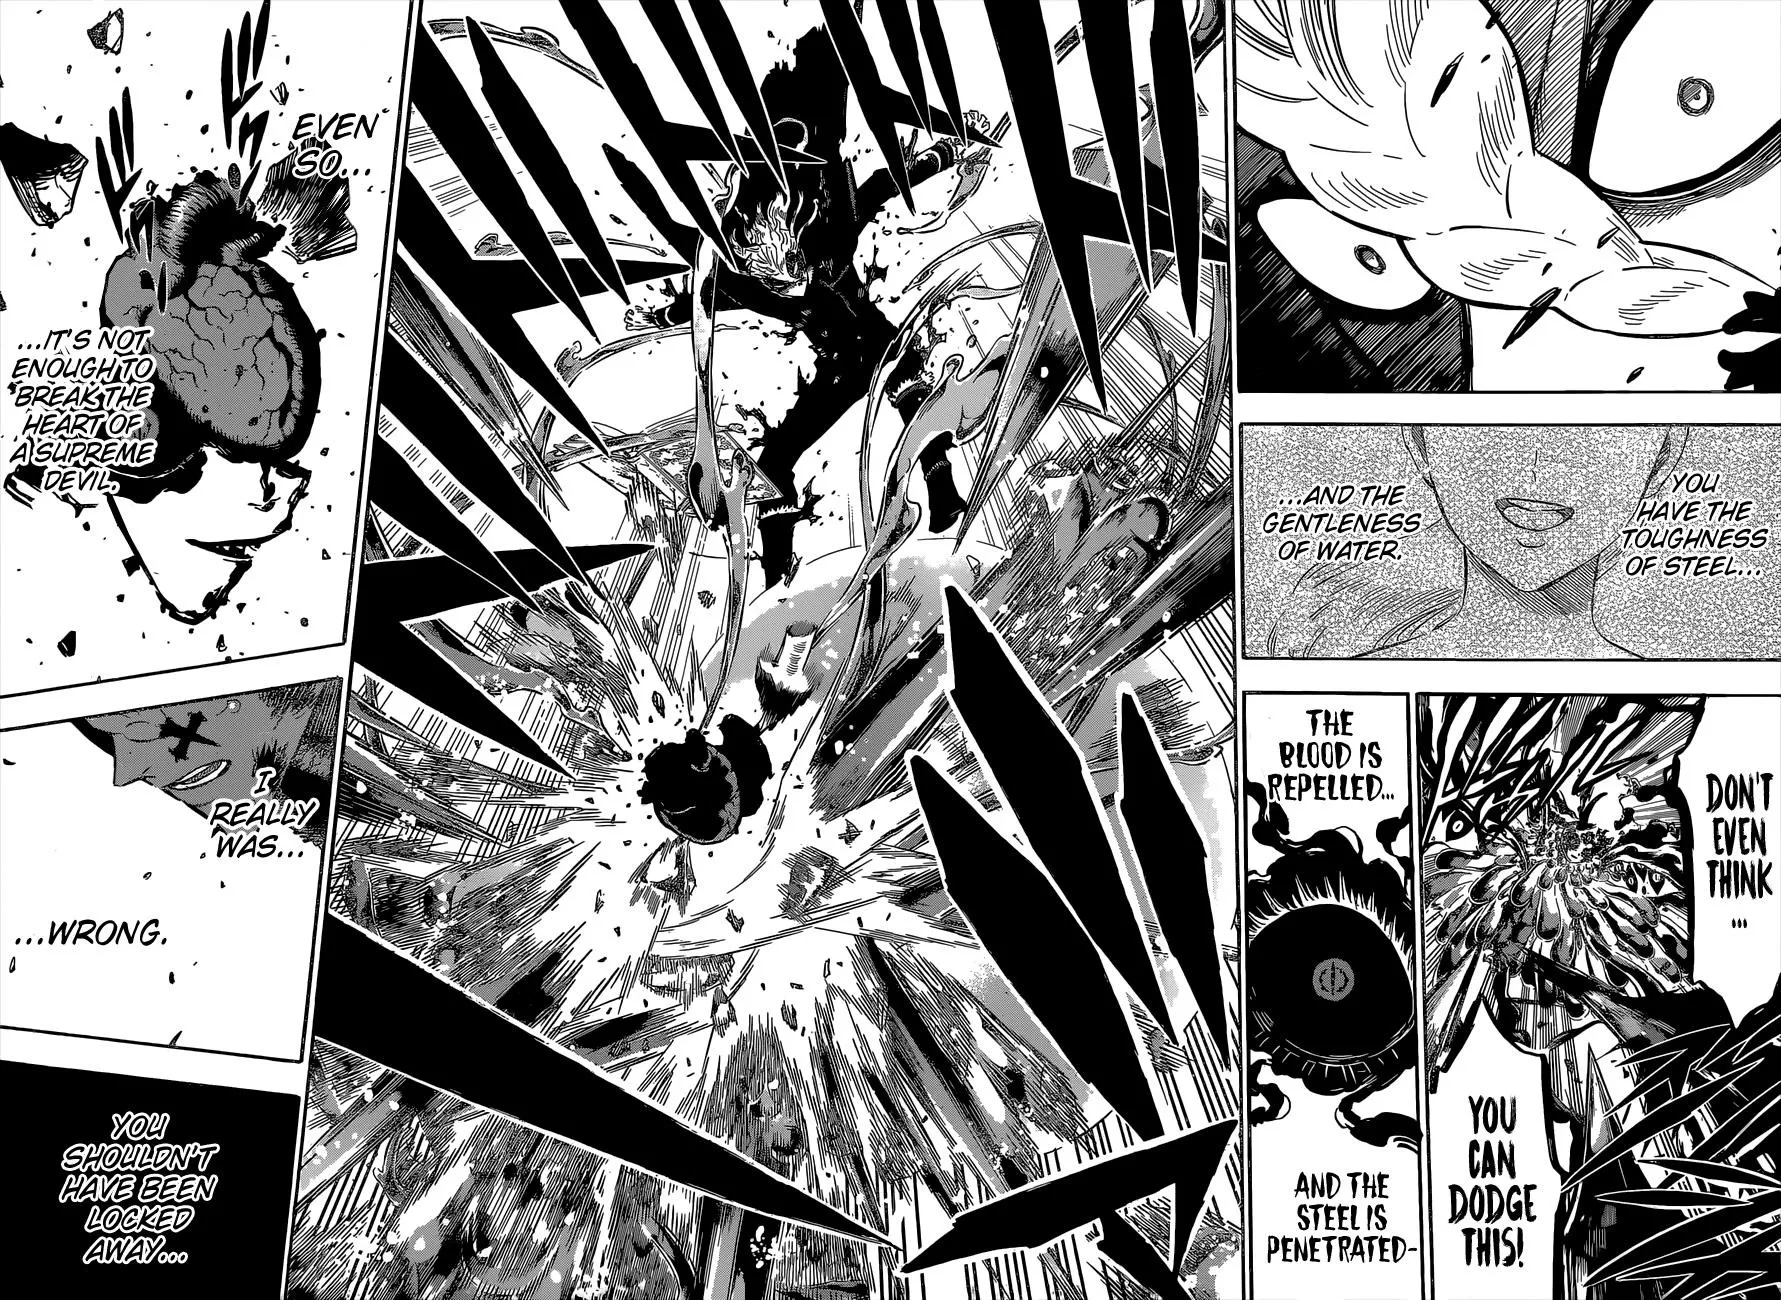 YOU
HAVE THE
TOUGHNESS
OF STEEL...
...AND THE
GENTLENESS
OF WATER.
DON'T
EVEN
THINK
...
YOU
CAN
DODGE
THIS!
THE
BLOOD IS
REPELLED...
AND THE
STEEL IS
PENETRATED-
EVEN
SO...
...IT'S NOT
ENOUGH TO
BREAK THE
HEART OF
A SUPREME
DEVIL.
I
REALLY
WAS...
...WRONG.
YOU
SHOULDN'T
HAVE BEEN
LOCKED
AWAY...